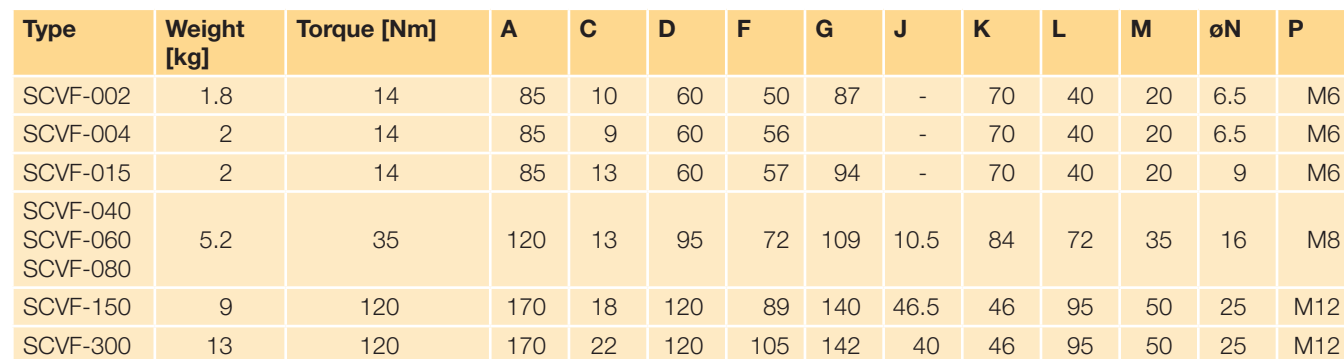 Type Weight [kg] Torque [Nm] A C D F G J K L M øN P
SCVF-002 1.8 14 85 10 60 50 87 - 70 40 20 6.5 M6
SCVF-004 2 14 85 9 60 56 - 70 40 20 6.5 M6
SCVF-015 2 14 85 13 60 57 94 - 70 40 20 9 M6
SCVF-040
SCVF-060 5.2 35 120 13 95 72 109 10.5 84 72 35 16 M8
SCVF-080
SCVF-150 9 120 170 18 120 89 140 46.5 46 95 50 25 M12
SCVF-300 13 120 170 22 120 105 142 40 46 95 50 25 M12